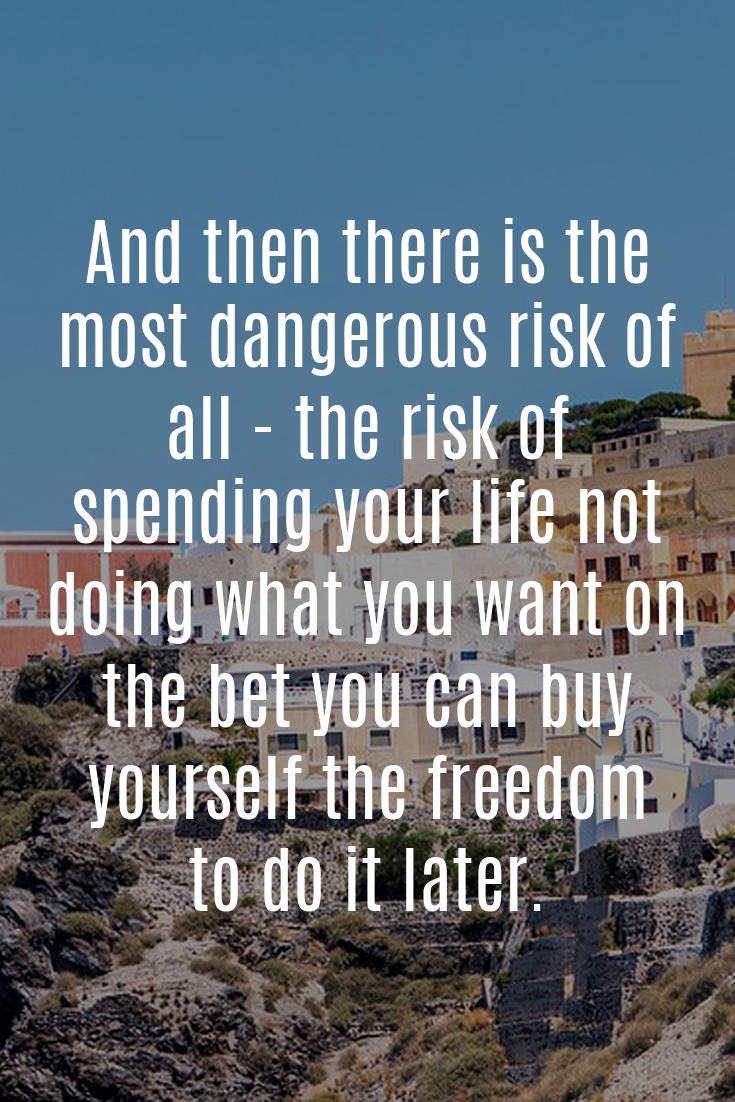 And then there is the
most dangerous risk of
all - the risk of
spending your life not
doing what you want on
the bet you can buy
yourself the freedom
to do it later.